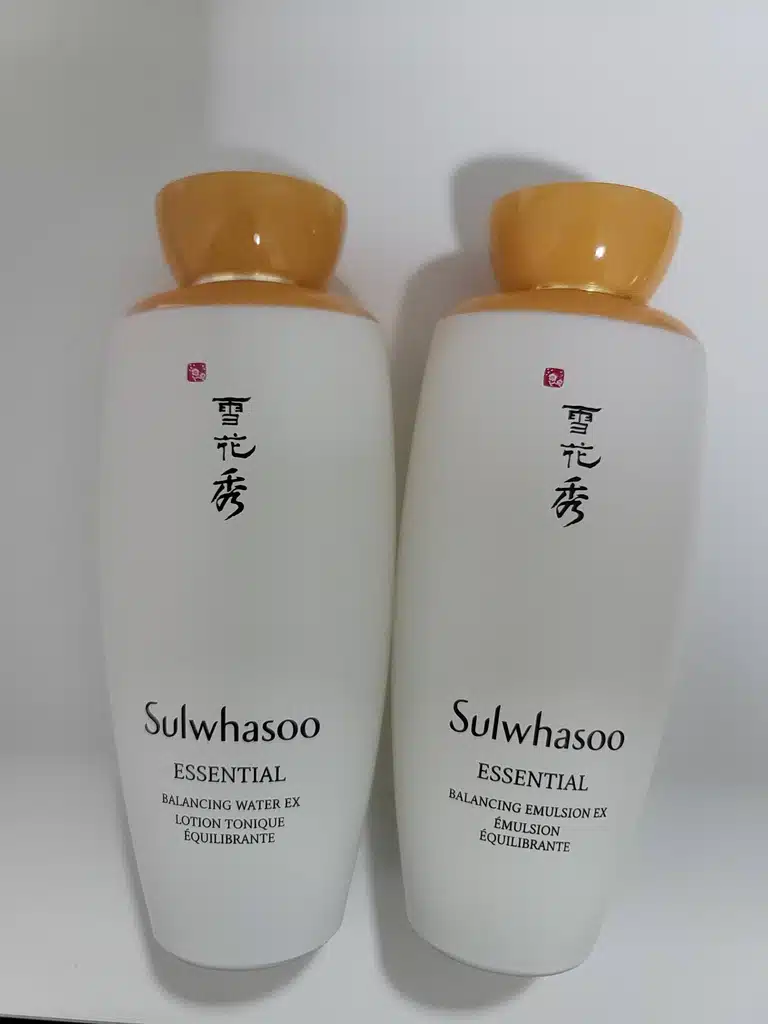 雪花秀
Sulwhasoo
ESSENTIAL
BALANCING WATER EX
LOTION TONIQUE
ÉQUILIBRANTE
雪花秀
Sulwhasoo
ESSENTIAL
BALANCING EMULSION EX
ÉMULSION
ÉQUILIBRANTE